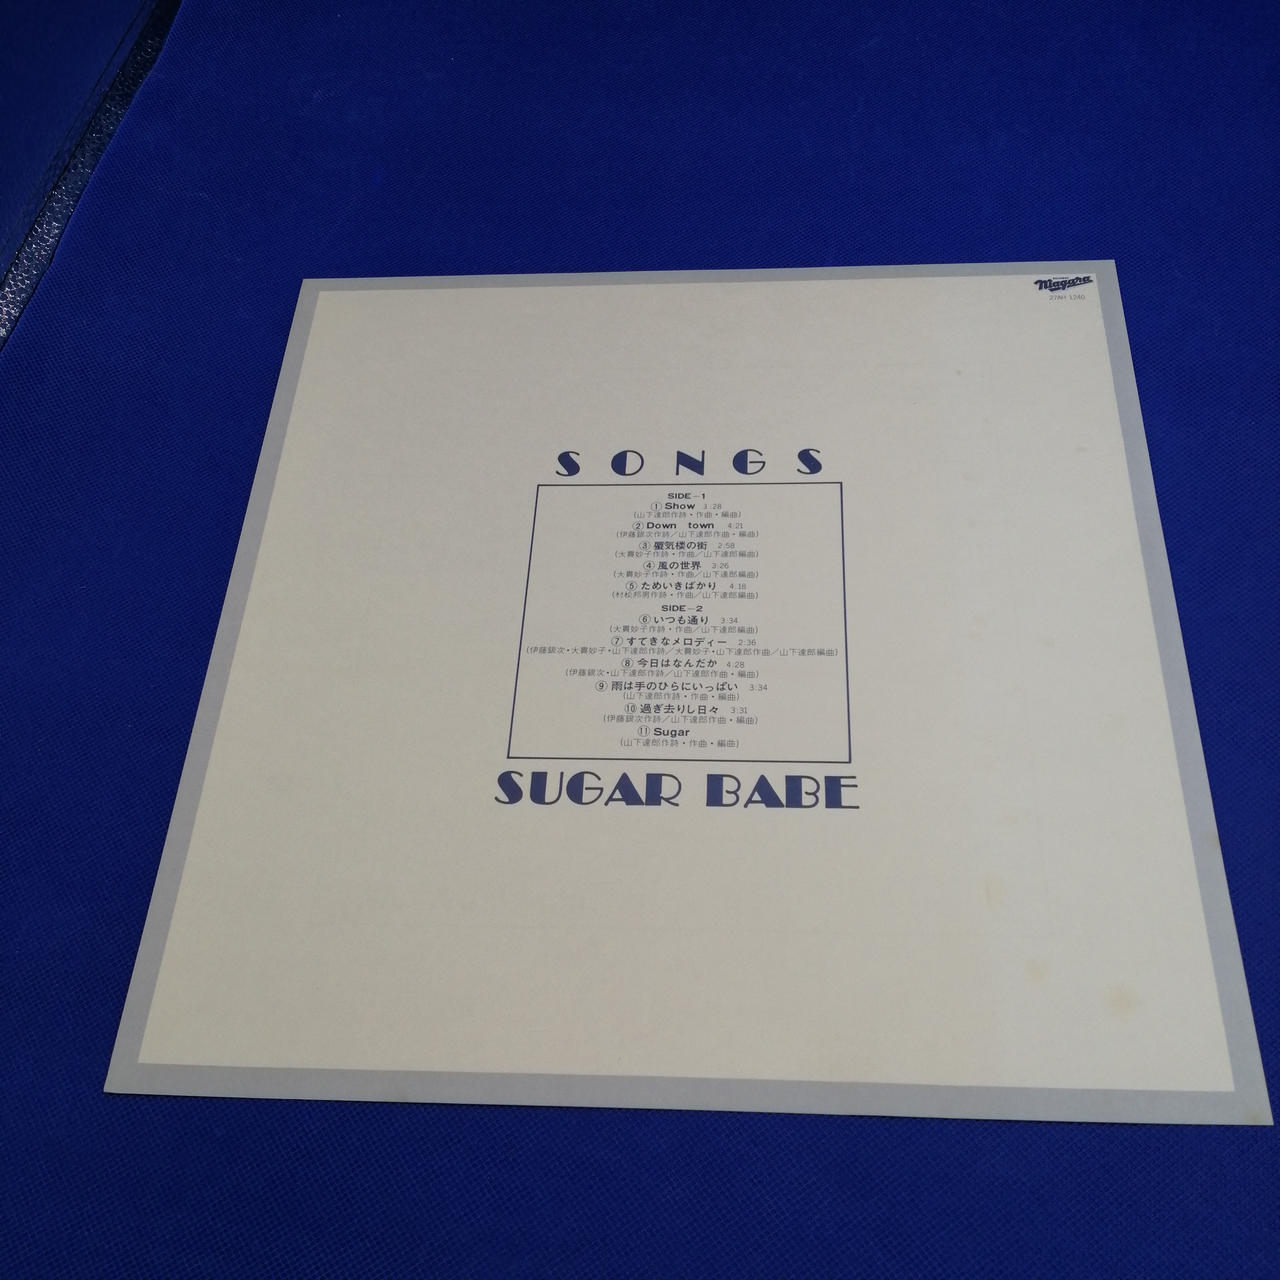 Niagara
27AH 1240
SONGS
SIDE-1
① Show 3:28
(山下達郎作詩・作曲・編曲)
② Down town 4:21
(伊藤銀次作詩/山下達郎作曲・編曲)
③ 蜃気楼の街 2:58
(大貫妙子作詩・作曲/山下達郎編曲)
④ 風の世界 3:26
(大貫妙子作詩・作曲/山下達郎編曲)
⑤ ためいきばかり 4:18
(村松邦男作詩・作曲/山下達郎編曲)
SIDE-2
⑥ いつも通り 3:34
(大貫妙子作詩・作曲/山下達郎編曲)
⑦ すてきなメロディー 2:36
(伊藤銀次・大貫妙子・山下達郎作詩/大貫妙子・山下達郎作曲/山下達郎編曲)
⑧ 今日はなんだか 4:28
(伊藤銀次・山下達郎作詩/山下達郎作曲・編曲)
⑨ 雨は手のひらにいっぱい 3:34
(山下達郎作詩・作曲・編曲)
⑩ 過ぎ去りし日々 3:31
(伊藤銀次作詩/山下達郎作曲・編曲)
⑪ Sugar
(山下達郎作詩・作曲・編曲)
SUGAR BABE